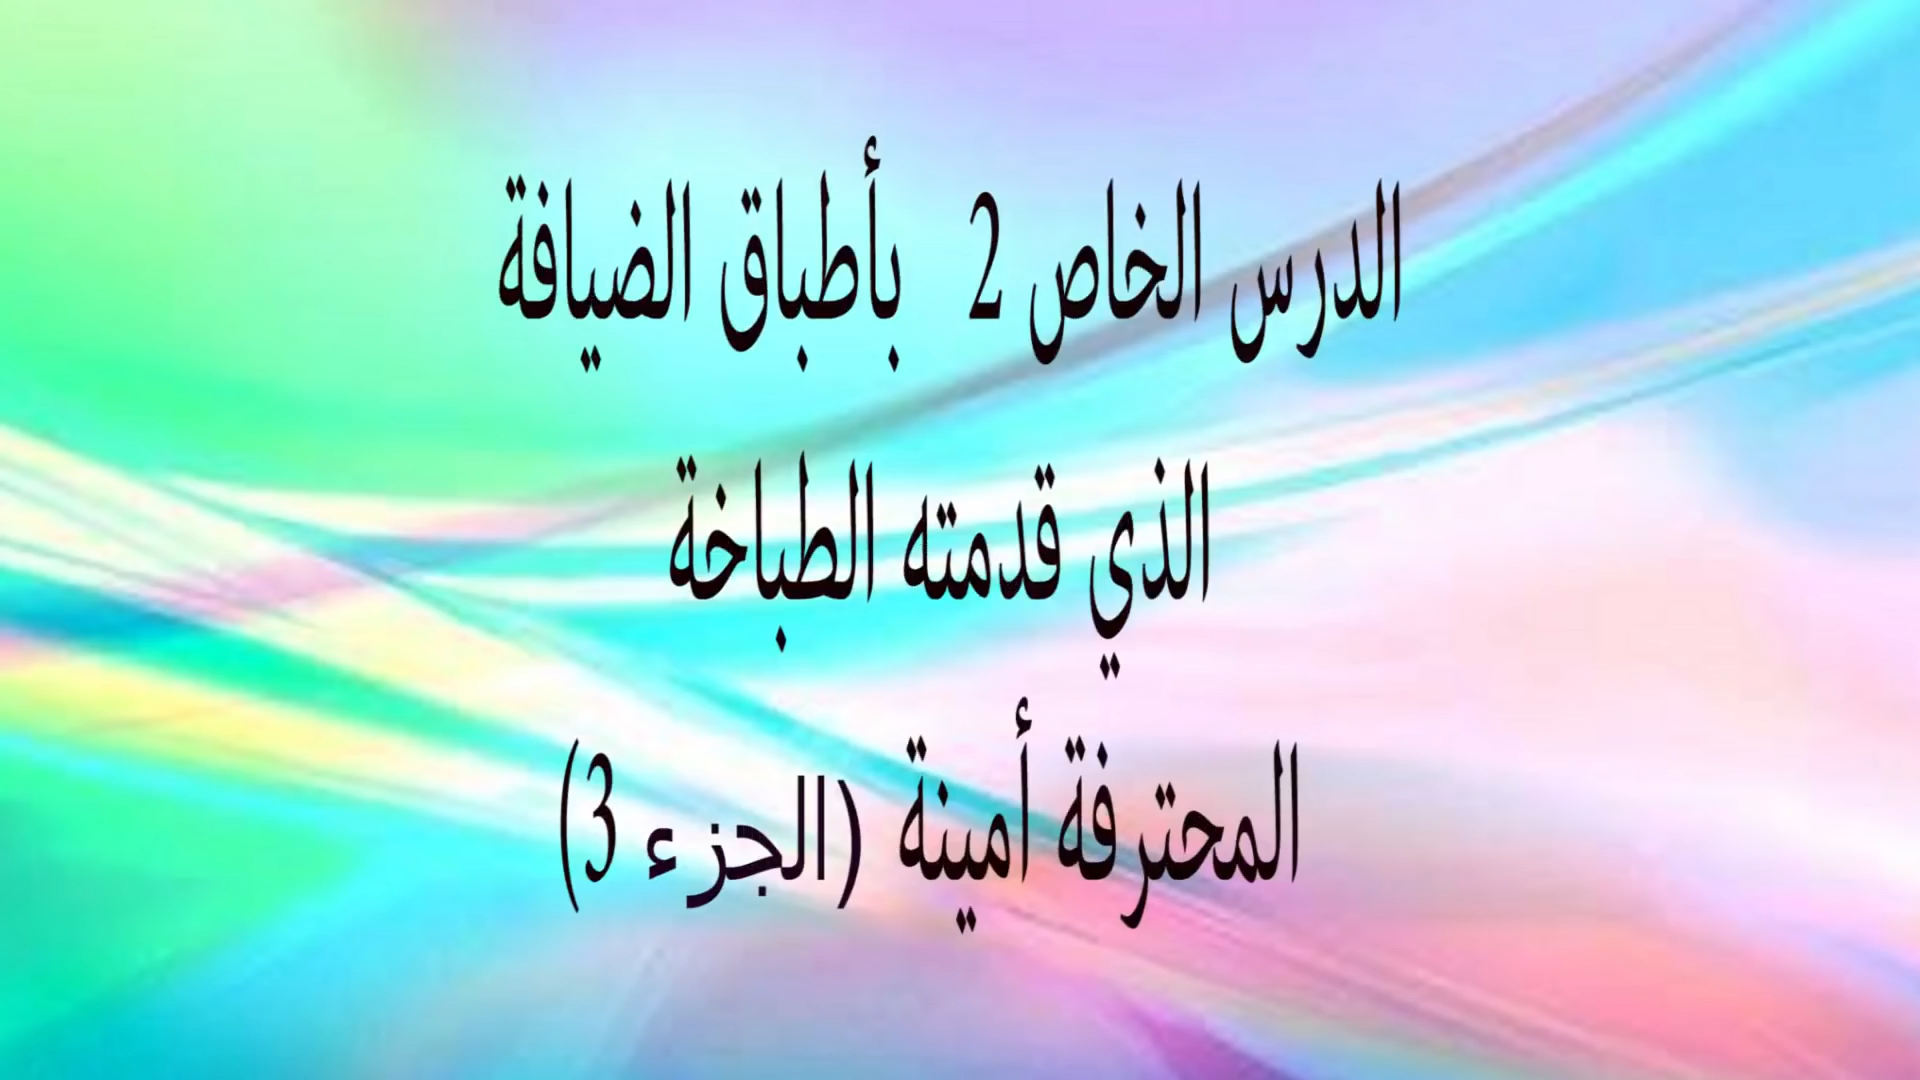 الدرس الخاص 2 بأطباق الضيافة
الذي قدمته الطباخة
المحترفة أمينة (الجزء 3)